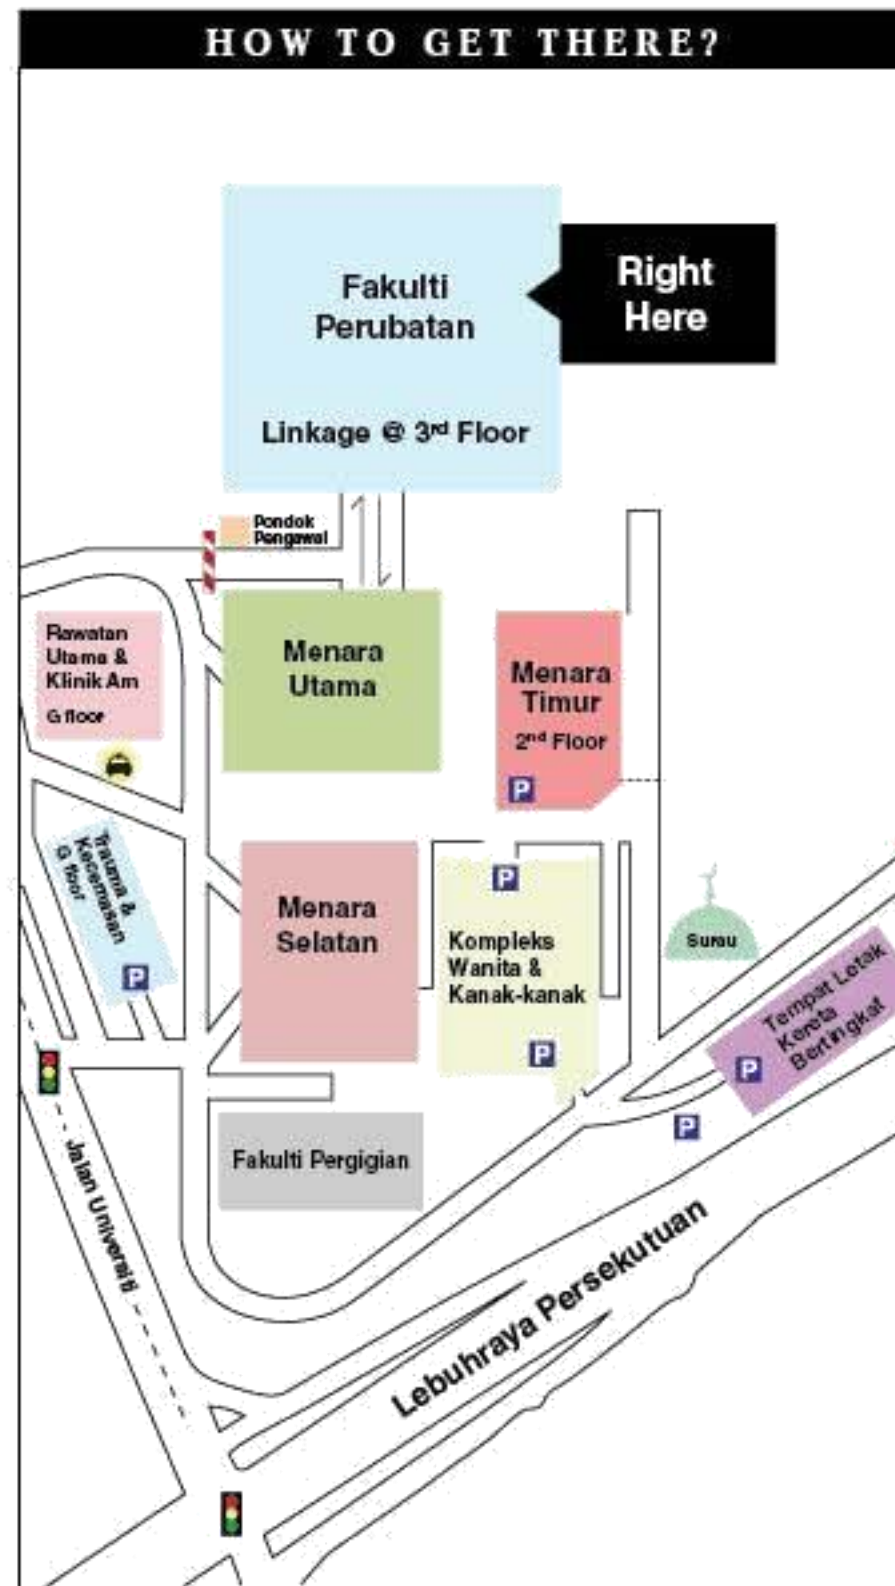 HOW TO GET THERE?
Fakulti
Perubatan
Right
Here
Linkage @ 3rd Floor
Pondok
Pengawal
Rawatan
Utama &
Klinik Am
G floor
Menara
Utama
Menara
Timur
2nd Floor
P
Trauma &
Kecemasan
G floor
P
Menara
Selatan
P
Kompleks
Wanita &
Kanak-kanak
P
Surau
Tempat Letak
Kereta
Bertingkat
P
P
Fakulti Pergigian
Jalan Universiti
Lebuhraya Persekutuan